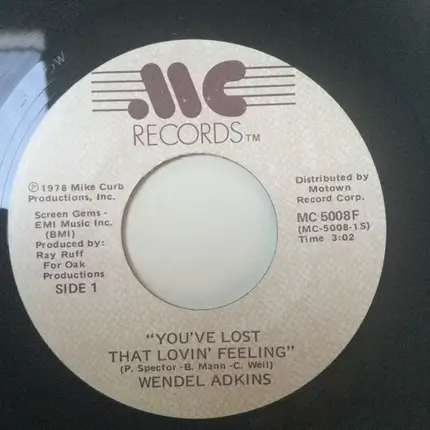 MC
RECORDS TM
℗ 1978 Mike Curb
Productions, Inc.
Screen Gems -
EMI Music Inc.
(BMI)
Produced by:
Ray Ruff
For Oak
Productions
SIDE 1
Distributed by
Motown
Record Corp.
MC 5008F
(MC-5008-1S)
Time 3:02
"YOU'VE LOST
THAT LOVIN' FEELING"
(P. Spector -B. Mann -C. Weil)
WENDEL ADKINS